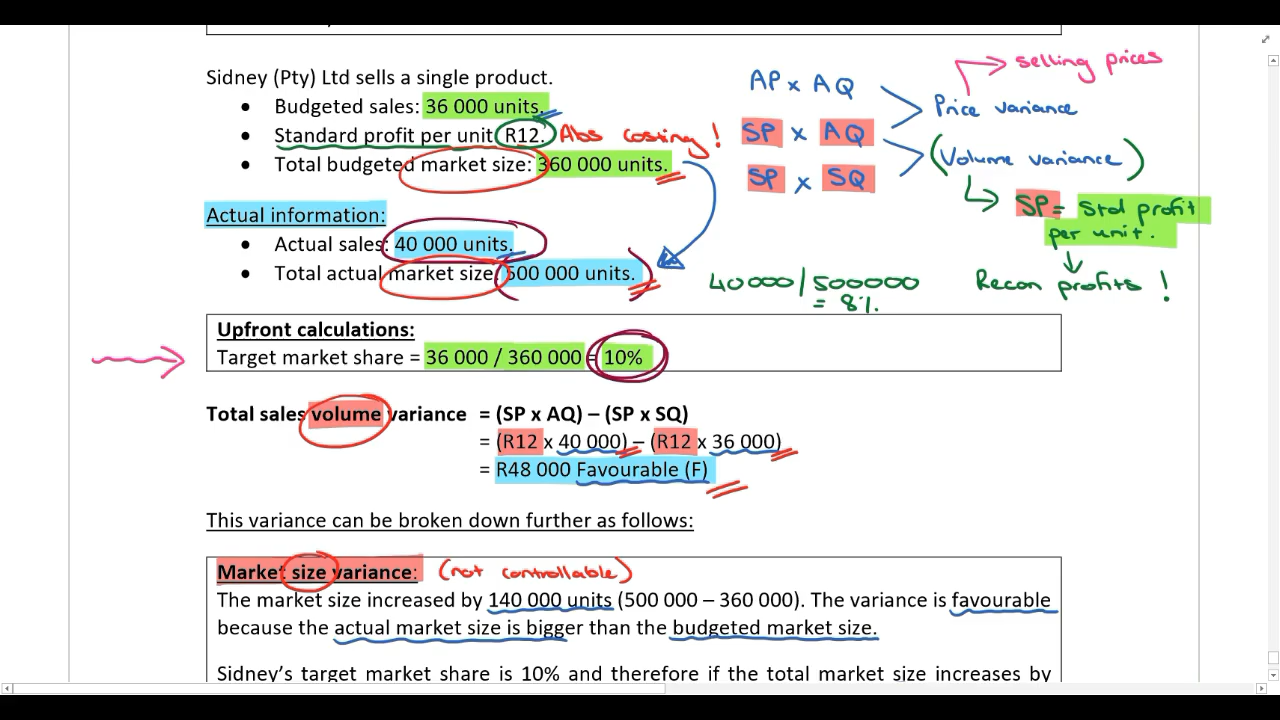 Sidney (Pty) Ltd sells a single product.
• Budgeted sales: 36 000 units.
• Standard profit per unit R12. Abs costing!
• Total budgeted market size: 360 000 units.
AP x AQ
SP x AQ
SP x SQ
selling prices
Price variance
(Volume variance)
SP = Std profit
per unit.
Recon profits!
Actual information:
• Actual sales: 40 000 units.
• Total actual market size: 500 000 units.
40000/500000
= 8%.
Upfront calculations:
Target market share = 36 000 / 360 000 = 10%
Total sales volume variance = (SP x AQ) – (SP x SQ)
= (R12 x 40 000) – (R12 x 36 000)
= R48 000 Favourable (F)
This variance can be broken down further as follows:
Market size variance: (not controllable)
The market size increased by 140 000 units (500 000 – 360 000). The variance is favourable
because the actual market size is bigger than the budgeted market size.
Sidney's target market share is 10% and therefore if the total market size increases by